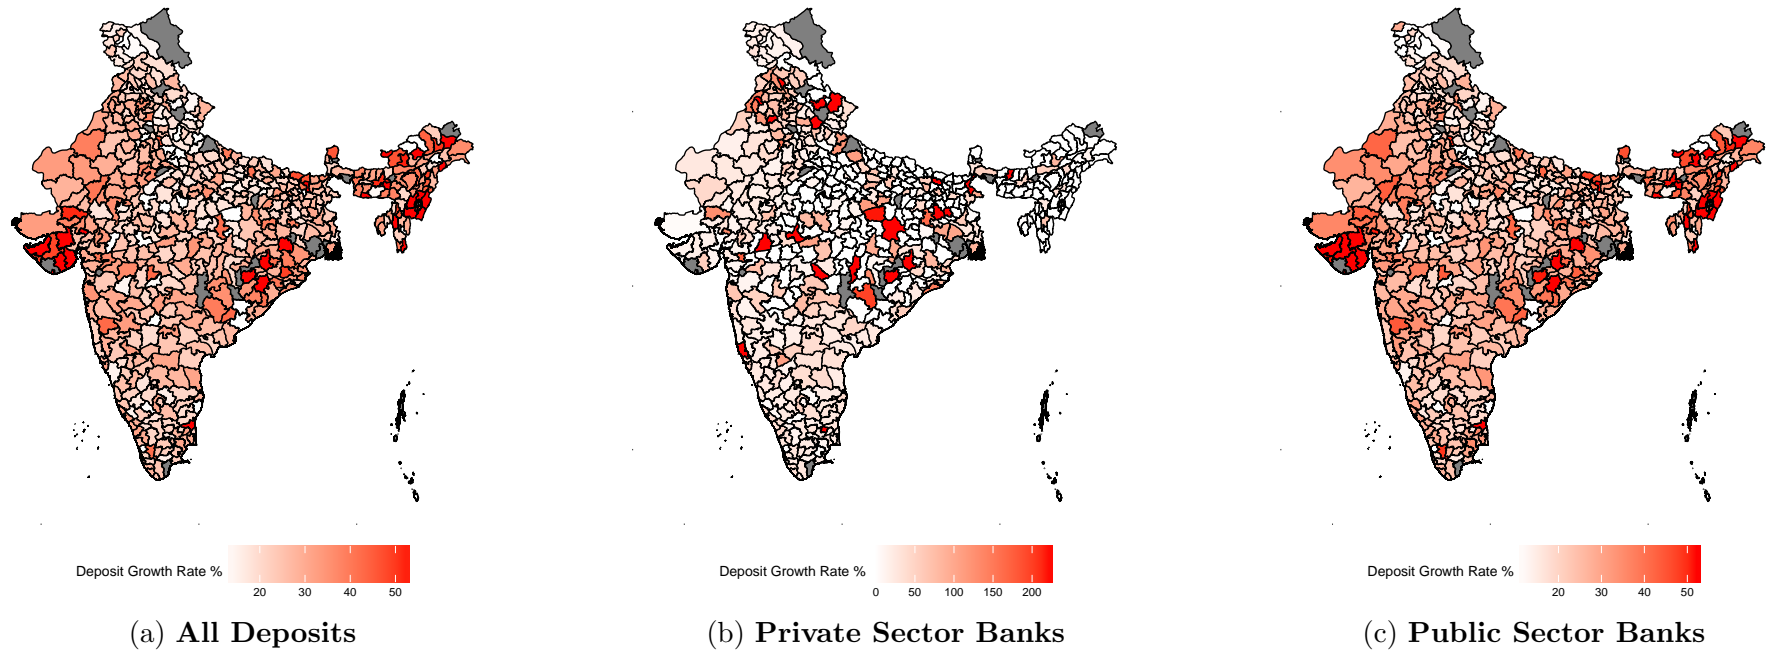 Deposit Growth Rate %
20 30 40 50
(a) All Deposits
Deposit Growth Rate %
0 50 100 150 200
(b) Private Sector Banks
Deposit Growth Rate %
20 30 40 50
(c) Public Sector Banks